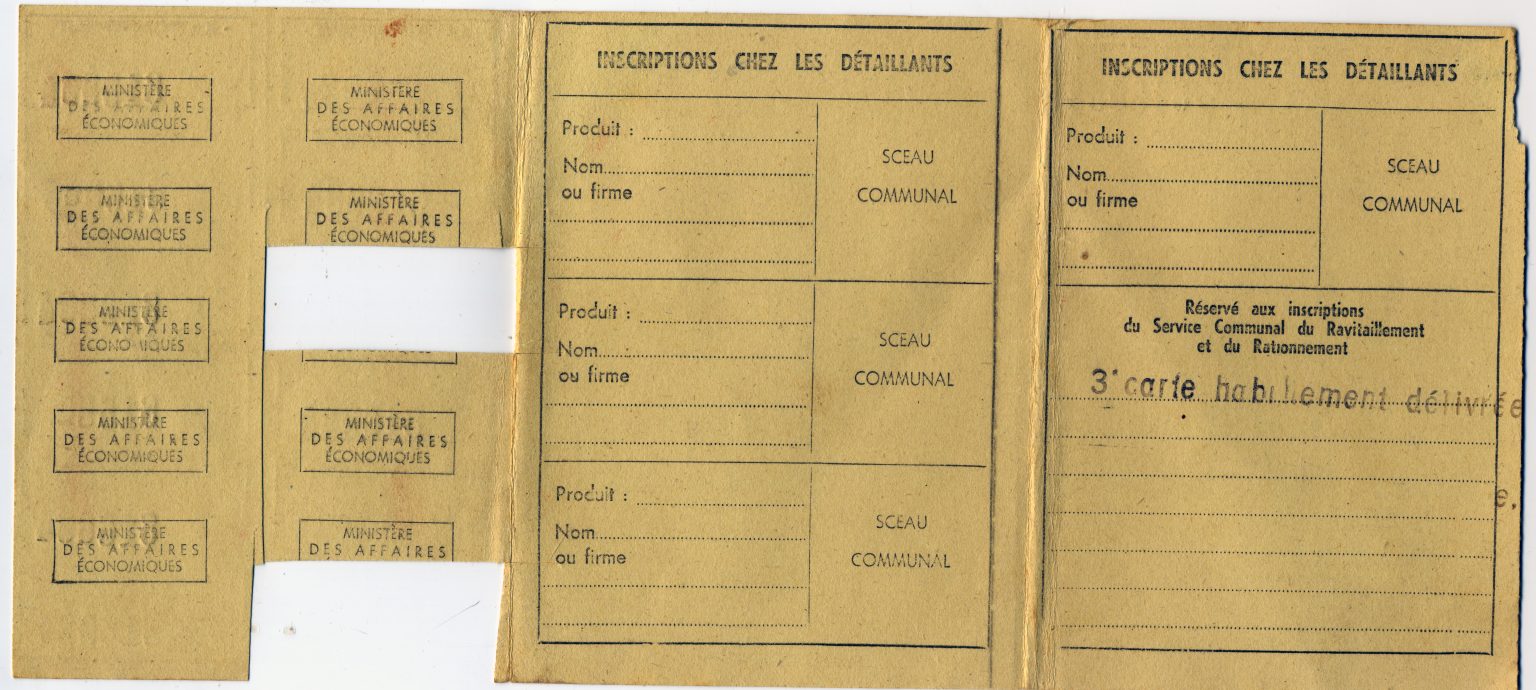 MINISTÈRE
DES AFFAIRES
ÉCONOMIQUES
MINISTÈRE
DES AFFAIRES
ÉCONOMIQUES
MINISTÈRE
DES AFFAIRES
ÉCONOMIQUES
MINISTÈRE
DES AFFAIRES
ÉCONOMIQUES
MINISTÈRE
DES AFFAIRES
ÉCONOMIQUES
MINISTÈRE
DES AFFAIRES
ÉCONOMIQUES
MINISTÈRE
DES AFFAIRES
ÉCONOMIQUES
MINISTÈRE
DES AFFAIRES
ÉCONOMIQUES
MINISTÈRE
DES AFFAIRES
INSCRIPTIONS CHEZ LES DÉTAILLANTS
Produit :
Nom
ou firme
SCEAU
COMMUNAL
Produit :
Nom
ou firme
SCEAU
COMMUNAL
Produit :
Nom
ou firme
SCEAU
COMMUNAL
INSCRIPTIONS CHEZ LES DÉTAILLANTS
Produit :
Nom
ou firme
SCEAU
COMMUNAL
Réservé aux inscriptions
du Service Communal du Ravitaillement
et du Rationnement
3e carte habillement délivrée
e.